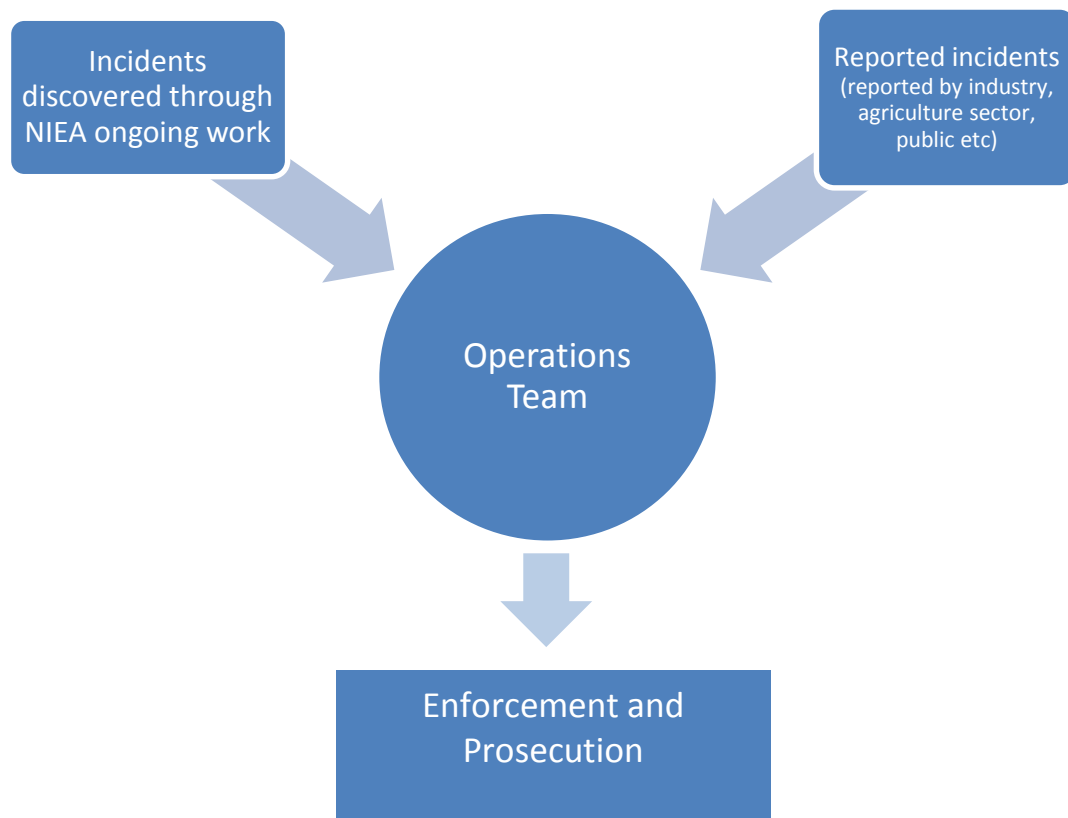 Incidents
discovered through
NIEA ongoing work
Reported incidents
(reported by industry,
agriculture sector,
public etc)
Operations
Team
Enforcement and
Prosecution